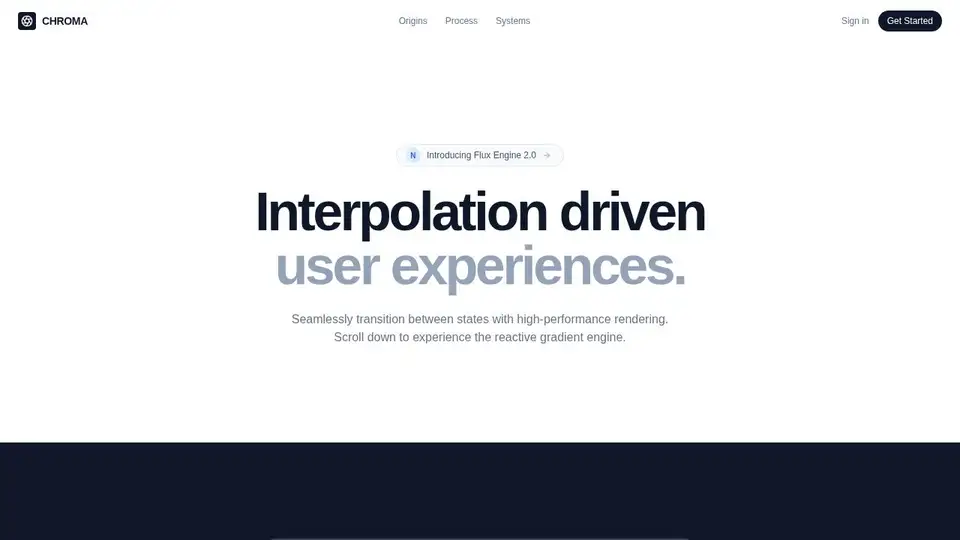 CHROMA
Origins
Process
Systems
Sign in
Get Started
N Introducing Flux Engine 2.0 →
Interpolation driven
user experiences.
Seamlessly transition between states with high-performance rendering.
Scroll down to experience the reactive gradient engine.